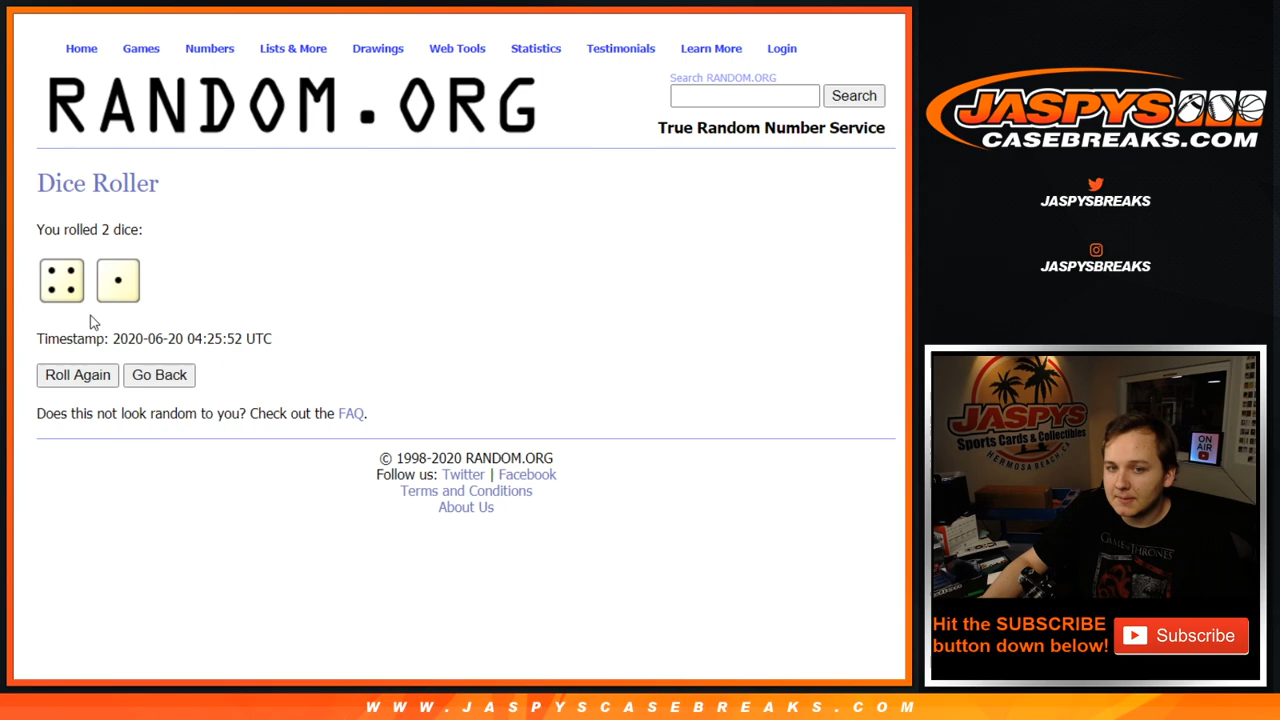 Home Games Numbers Lists & More Drawings Web Tools Statistics Testimonials Learn More Login
RANDOM.ORG
Search RANDOM.ORG
Search
True Random Number Service
Dice Roller
You rolled 2 dice:
Timestamp: 2020-06-20 04:25:52 UTC
Roll Again Go Back
Does this not look random to you? Check out the FAQ.
© 1998-2020 RANDOM.ORG
Follow us: Twitter | Facebook
Terms and Conditions
About Us
JASPYS
CASEBREAKS.COM
JASPYSBREAKS
JASPYSBREAKS
JASPYS
Sports Cards & Collectibles
HERMOSA BEACH, CA
ON
AIR
GAME OF THRONES
Hit the SUBSCRIBE
button down below!
Subscribe
WWW.JASPYSCASEBREAKS.COM